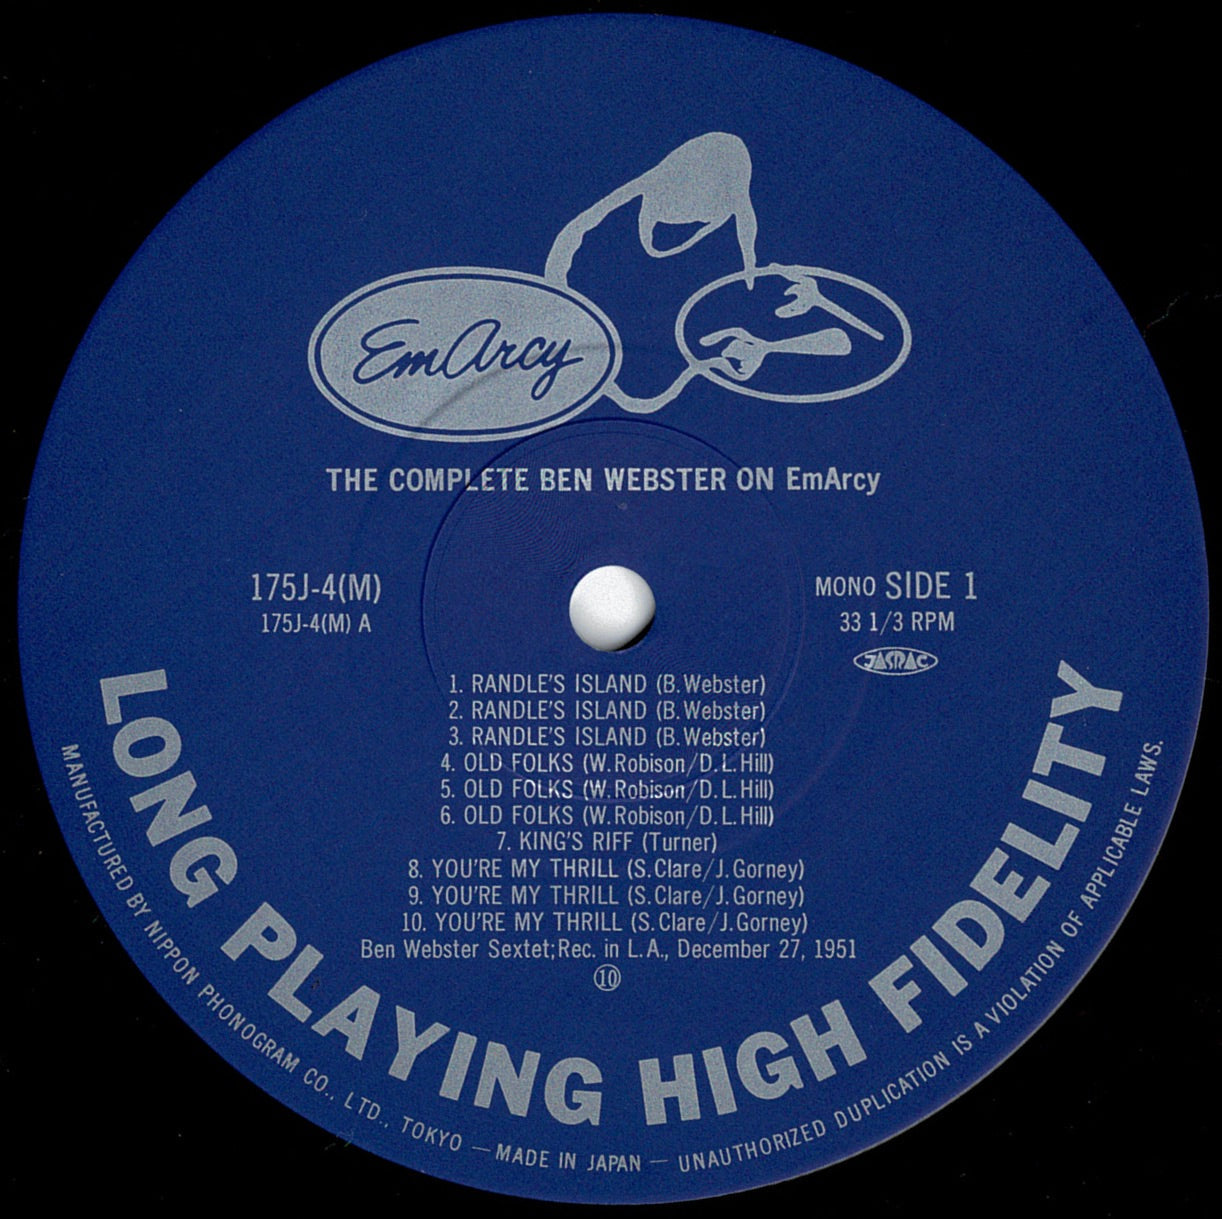 EmArcy
THE COMPLETE BEN WEBSTER ON EmArcy
175J-4(M)
175J-4(M) A
MONO SIDE 1
33 1/3 RPM
JASRAC
1. RANDLE'S ISLAND (B.Webster)
2. RANDLE'S ISLAND (B.Webster)
3. RANDLE'S ISLAND (B.Webster)
4. OLD FOLKS (W.Robison/D.L.Hill)
5. OLD FOLKS (W.Robison/D.L.Hill)
6. OLD FOLKS (W.Robison/D.L.Hill)
7. KING'S RIFF (Turner)
8. YOU'RE MY THRILL (S.Clare/J.Gorney)
9. YOU'RE MY THRILL (S.Clare/J.Gorney)
10. YOU'RE MY THRILL (S.Clare/J.Gorney)
Ben Webster Sextet;Rec. in L.A., December 27, 1951
⑩
LONG PLAYING HIGH FIDELITY
MANUFACTURED BY NIPPON PHONOGRAM CO., LTD., TOKYO — MADE IN JAPAN — UNAUTHORIZED DUPLICATION IS A VIOLATION OF APPLICABLE LAWS.